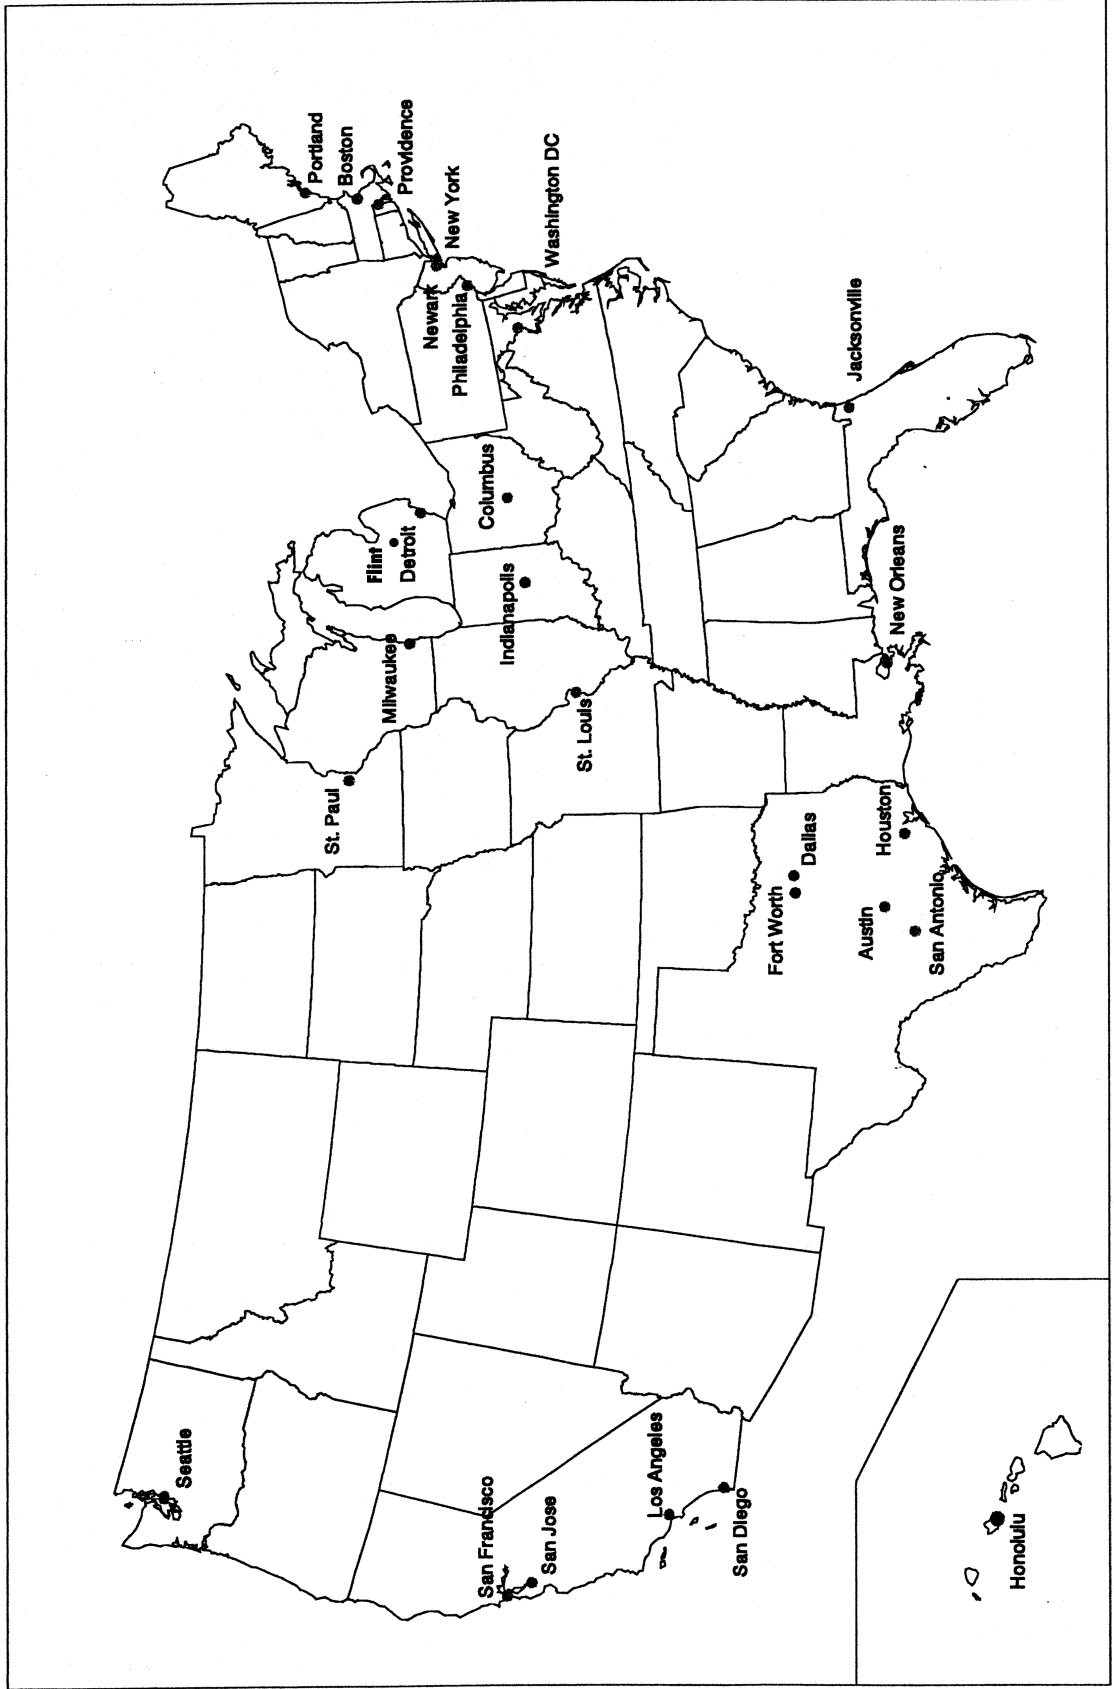 Seattle
Portland
Boston
Providence
New York
Newark
Philadelphia
Washington DC
St. Paul
Milwaukee
Flint
Detroit
Columbus
Indianapolis
St. Louis
San Francisco
San Jose
Los Angeles
San Diego
Fort Worth
Dallas
Austin
Houston
San Antonio
New Orleans
Jacksonville
Honolulu